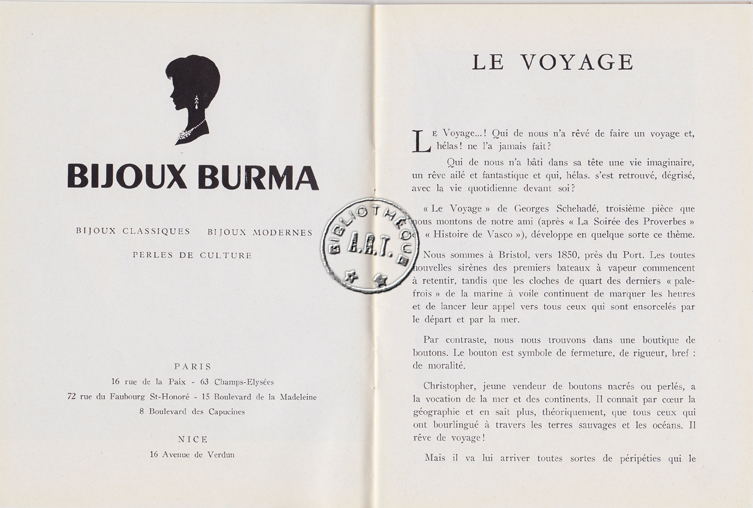 BIJOUX BURMA
BIJOUX CLASSIQUES BIJOUX MODERNES
PERLES DE CULTURE
PARIS
16 rue de la Paix - 63 Champs-Elysées
72 rue du Faubourg St-Honoré - 15 Boulevard de la Madeleine
8 Boulevard des Capucines
NICE
16 Avenue de Verdun
BIBLIOTHÈQUE
A.R.T.
LE VOYAGE
LE Voyage...! Qui de nous n'a rêvé de faire un voyage et,
hélas! ne l'a jamais fait?
Qui de nous n'a bâti dans sa tête une vie imaginaire,
un rêve ailé et fantastique et qui, hélas. s'est retrouvé, dégrisé,
avec la vie quotidienne devant soi?
« Le Voyage » de Georges Schehadé, troisième pièce que
nous montons de notre ami (après « La Soirée des Proverbes »
« Histoire de Vasco »), développe en quelque sorte ce thème.
Nous sommes à Bristol, vers 1850, près du Port. Les toutes
nouvelles sirènes des premiers bateaux à vapeur commencent
à retentir, tandis que les cloches de quart des derniers « pale-
frois » de la marine à voile continuent de marquer les heures
et de lancer leur appel vers tous ceux qui sont ensorcelés par
le départ et par la mer.
Par contraste, nous nous trouvons dans une boutique de
boutons. Le bouton est symbole de fermeture, de rigueur, bref :
de moralité.
Christopher, jeune vendeur de boutons nacrés ou perlés, a
la vocation de la mer et des continents. Il connait par cœur la
géographie et en sait plus, théoriquement, que tous ceux qui
ont bourlingué à travers les terres sauvages et les océans. Il
rêve de voyage!
Mais il va lui arriver toutes sortes de péripéties qui le